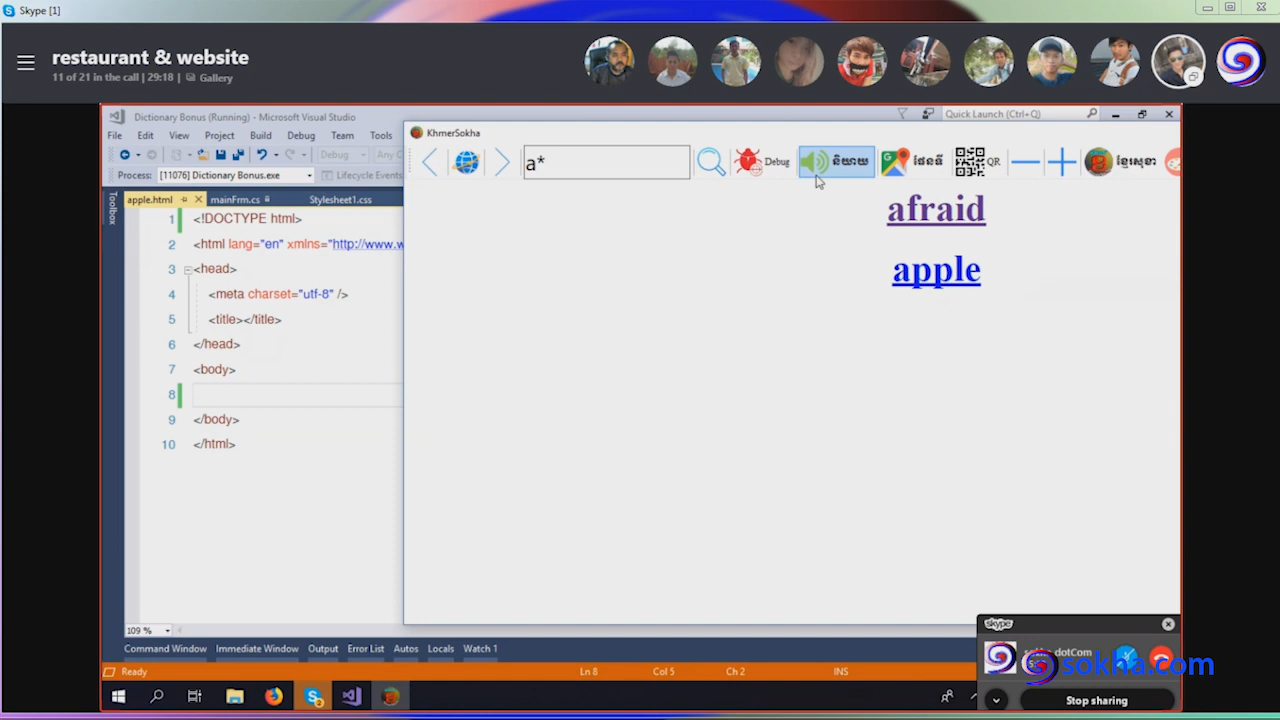 Skype [1]
restaurant & website
11 of 21 in the call | 29:18 | Gallery
Dictionary Bonus (Running) - Microsoft Visual Studio
Quick Launch (Ctrl+Q)
File Edit View Project Build Debug Team Tools
KhmerSokha
Debug
a*
Debug
និយាយ
ផែនទី
QR
ខ្មែរសុខា
Process: [11076] Dictionary Bonus.exe
Lifecycle Events
Toolbox
apple.html mainFrm.cs Stylesheet1.css
afraid
apple
1 <!DOCTYPE html>
2 <html lang="en" xmlns="http://www.w
3 <head>
4 <meta charset="utf-8" />
5 <title></title>
6 </head>
7 <body>
8
9 </body>
10 </html>
109 %
Command Window Immediate Window Output Error List Autos Locals Watch 1
Ready
Ln 8 Col 5 Ch 2 INS
skype
sokha.com
Stop sharing